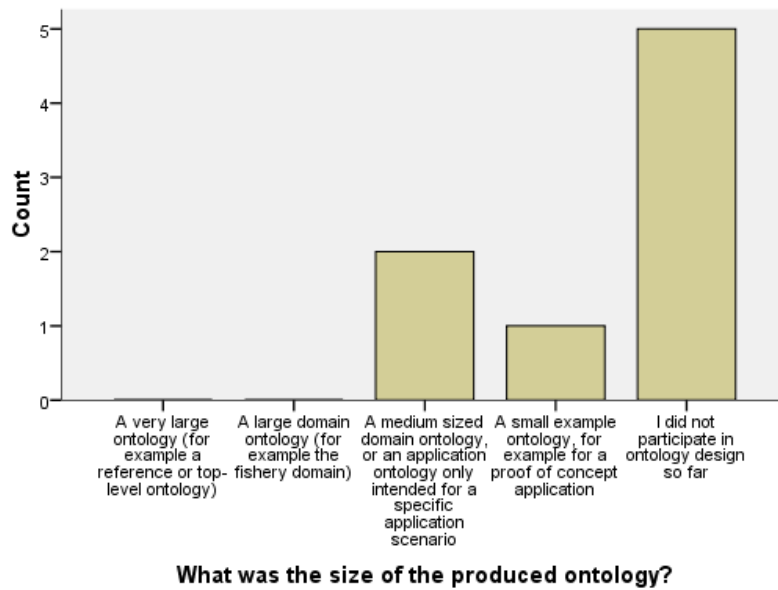 5
4
3
2
1
0
Count
A very large
ontology (for
example a
reference or top-
level ontology)
A large domain
ontology (for
example the
fishery domain)
A medium sized
domain ontology,
or an application
ontology only
intended for a
specific
application
scenario
A small example
ontology, for
example for a
proof of concept
application
I did not
participate in
ontology design
so far
What was the size of the produced ontology?